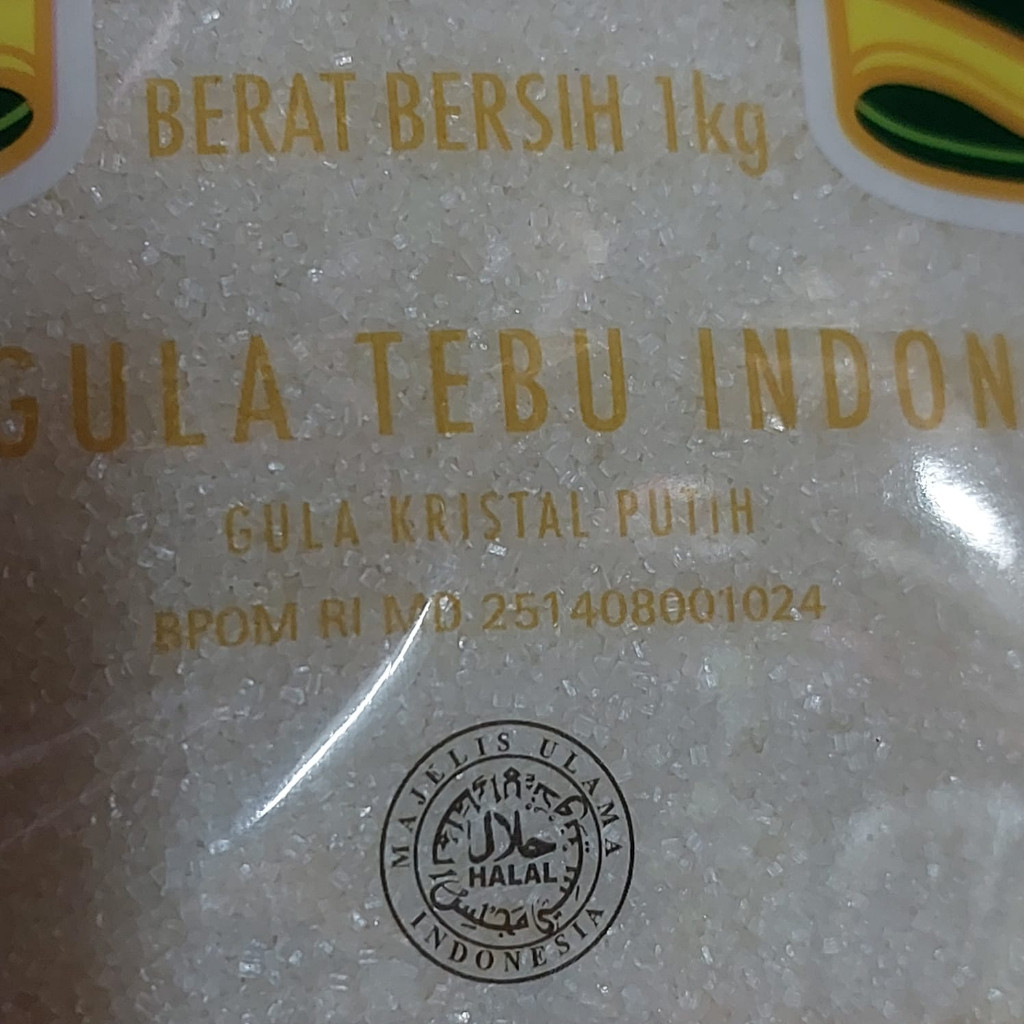 BERAT BERSIH 1kg
GULA TEBU INDON
GULA KRISTAL PUTIH
BPOM RI MD 251408001024
MAJELIS ULAMA
حلال
HALAL
INDONESIA